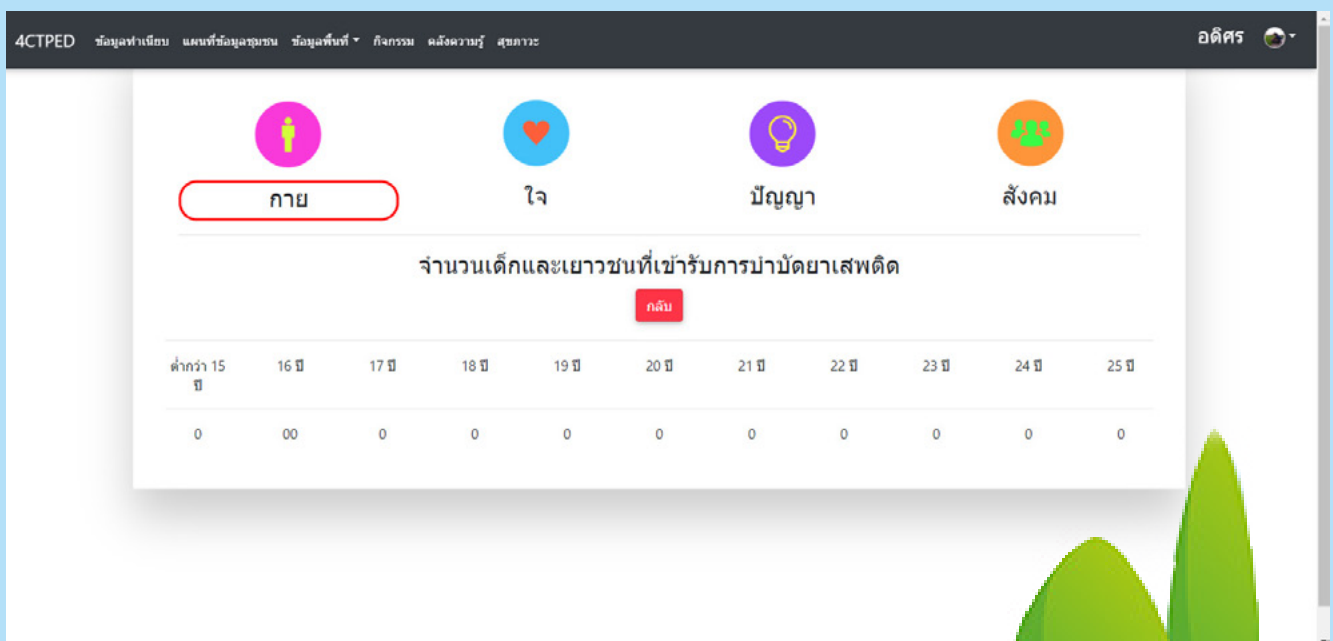 4CTPED ข้อมูลทำเนียบ แผนที่ข้อมูลชุมชน ข้อมูลพื้นที่ กิจกรรม คลังความรู้ สุขภาวะ อดิศร
กาย ใจ ปัญญา สังคม
จำนวนเด็กและเยาวชนที่เข้ารับการบำบัดยาเสพติด
กลับ
ต่ำกว่า 15 ปี 16 ปี 17 ปี 18 ปี 19 ปี 20 ปี 21 ปี 22 ปี 23 ปี 24 ปี 25 ปี
0 00 0 0 0 0 0 0 0 0 0